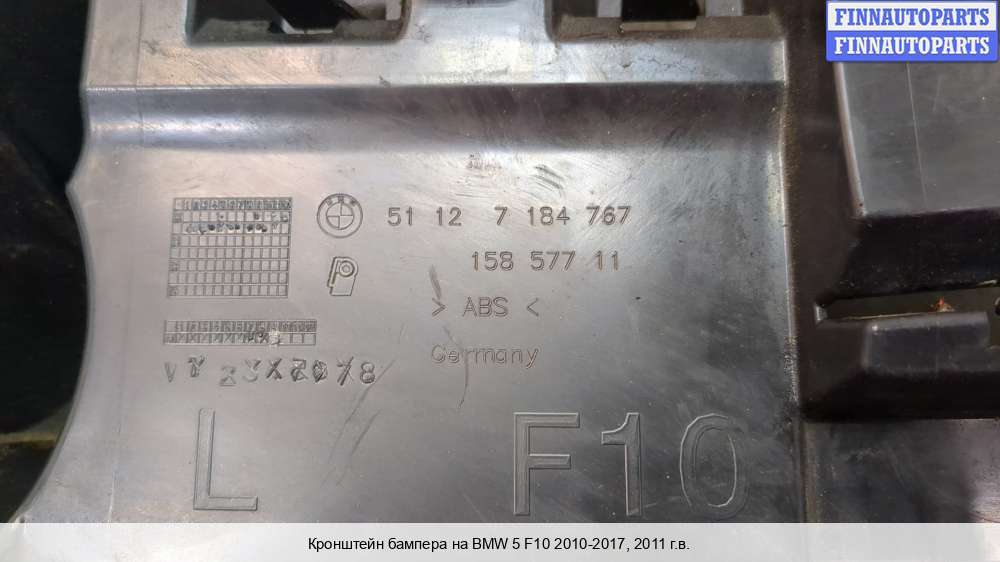 FINNAUTOPARTS
FINNAUTOPARTS
51 12 7 184 767
158 577 11
> ABS <
Germany
L F10
Кронштейн бампера на BMW 5 F10 2010-2017, 2011 г.в.